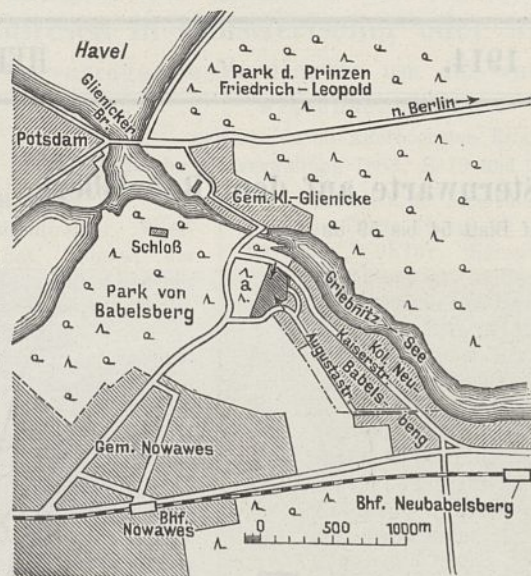 1914.
Havel
Park d. Prinzen
Friedrich-Leopold
Glienicker
Br.
n. Berlin
Potsdam
Gem. Kl.-Glienicke
Schloß
Park von
Babelsberg
a
Griebnitz-See
Kol. Neu-
Babels-
berg
Kaiserstr.
Auguststr.
Gem. Nowawes
Bhf.
Nowawes
Bhf. Neubabelsberg
0 500 1000m